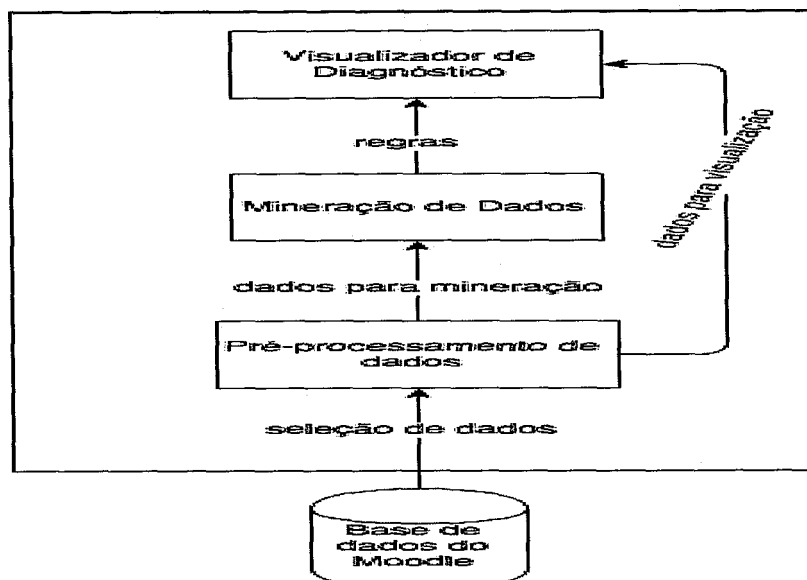 Visualizador de
Diagnóstico
regras
dados para visualização
Mineração de Dados
dados para mineração
Pré-processamento de
dados
seleção de dados
Base de
dados do
Moodle